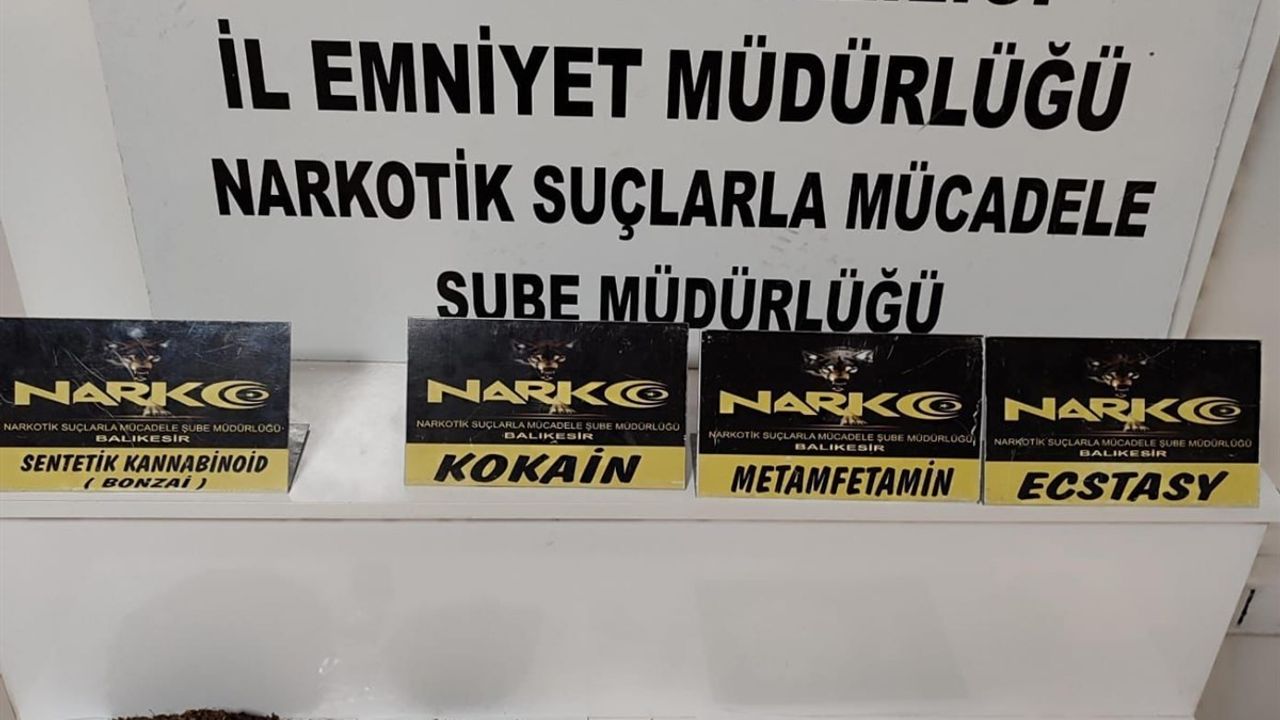 İL EMNİYET MÜDÜRLÜĞÜ
NARKOTİK SUÇLARLA MÜCADELE
ŞUBE MÜDÜRLÜĞÜ
NARKO
NARKOTİK SUÇLARLA MÜCADELE ŞUBE MÜDÜRLÜĞÜ
BALIKESİR
SENTETİK KANNABİNOİD
( BONZAİ )
NARKO
NARKOTİK SUÇLARLA MÜCADELE ŞUBE MÜDÜRLÜĞÜ
BALIKESİR
KOKAİN
NARKO
NARKOTİK SUÇLARLA MÜCADELE ŞUBE MÜDÜRLÜĞÜ
BALIKESİR
METAMFETAMİN
NARKO
NARKOTİK SUÇLARLA MÜCADELE ŞUBE MÜDÜRLÜĞÜ
BALIKESİR
ECSTASY